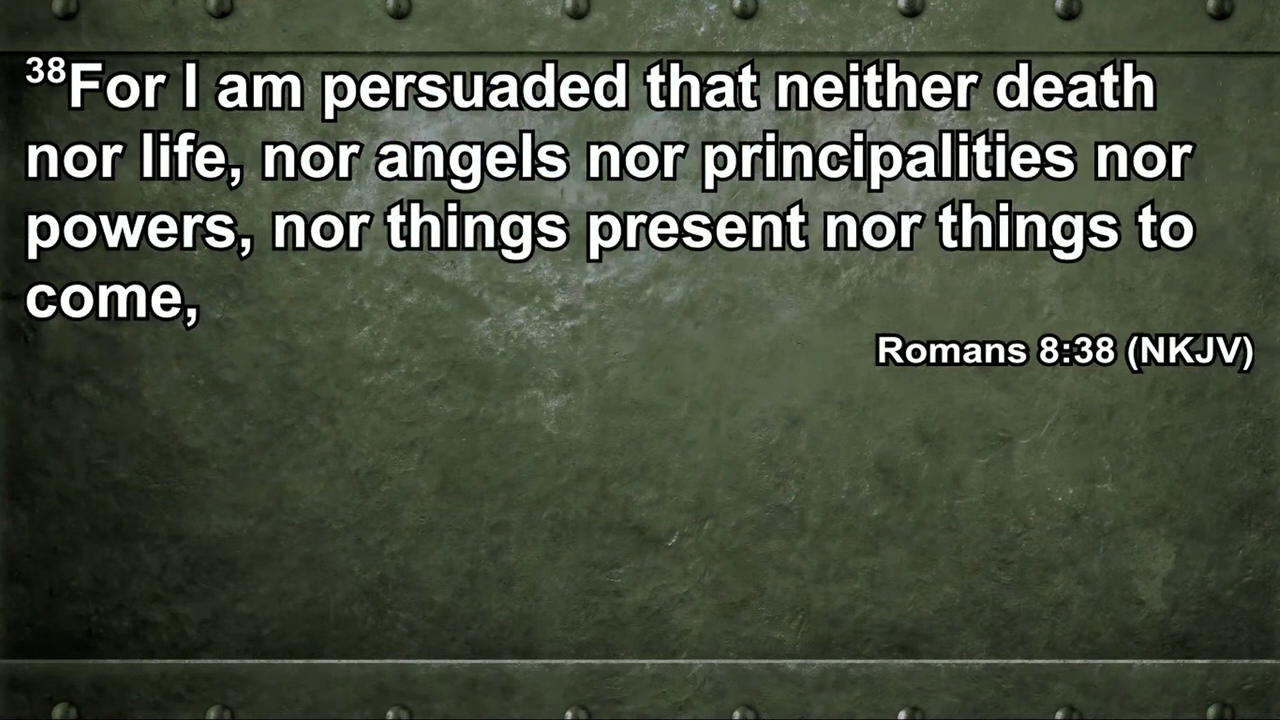 38For I am persuaded that neither death
nor life, nor angels nor principalities nor
powers, nor things present nor things to
come,
Romans 8:38 (NKJV)